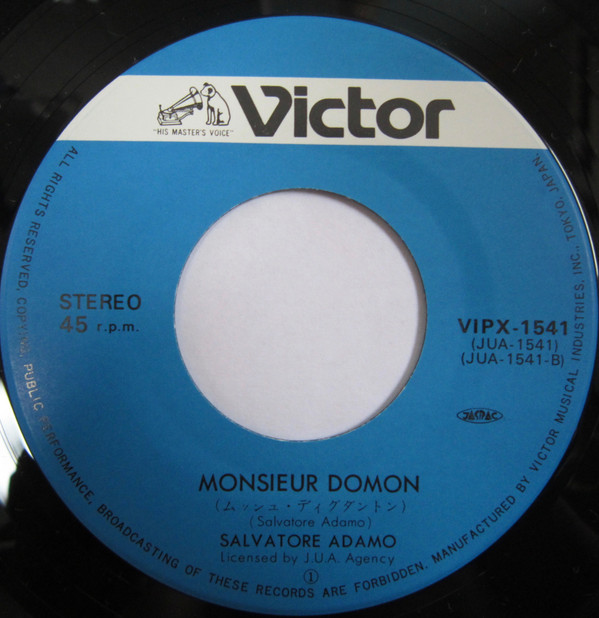 "HIS MASTER'S VOICE"
Victor
STEREO
45 r.p.m.
VIPX-1541
(JUA-1541)
(JUA-1541-B)
JASRAC
MONSIEUR DOMON
(ムッシュ・ディグダントン)
(Salvatore Adamo)
SALVATORE ADAMO
Licensed by J.U.A. Agency
①
ALL RIGHTS RESERVED, COPYING, PUBLIC PERFORMANCE, BROADCASTING OF THESE RECORDS ARE FORBIDDEN. MANUFACTURED BY VICTOR MUSICAL INDUSTRIES, INC., TOKYO, JAPAN.